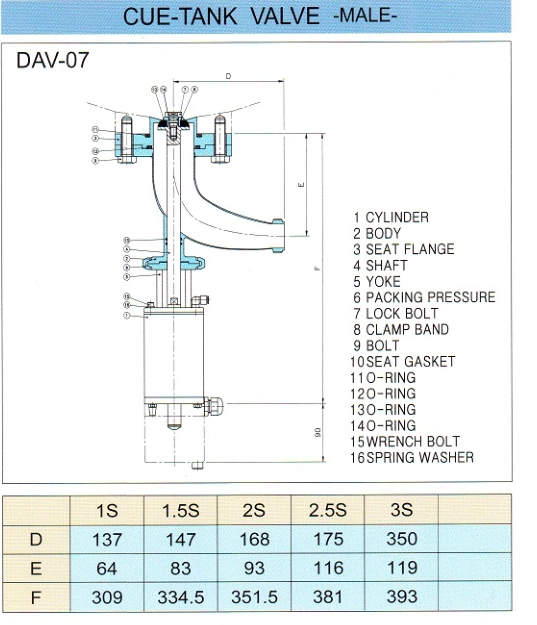 CUE-TANK VALVE -MALE-
DAV-07
D
E
F
90
1 CYLINDER
2 BODY
3 SEAT FLANGE
4 SHAFT
5 YOKE
6 PACKING PRESSURE
7 LOCK BOLT
8 CLAMP BAND
9 BOLT
10 SEAT GASKET
11 O-RING
12 O-RING
13 O-RING
14 O-RING
15 WRENCH BOLT
16 SPRING WASHER
1S 1.5S 2S 2.5S 3S
D 137 147 168 175 350
E 64 83 93 116 119
F 309 334.5 351.5 381 393